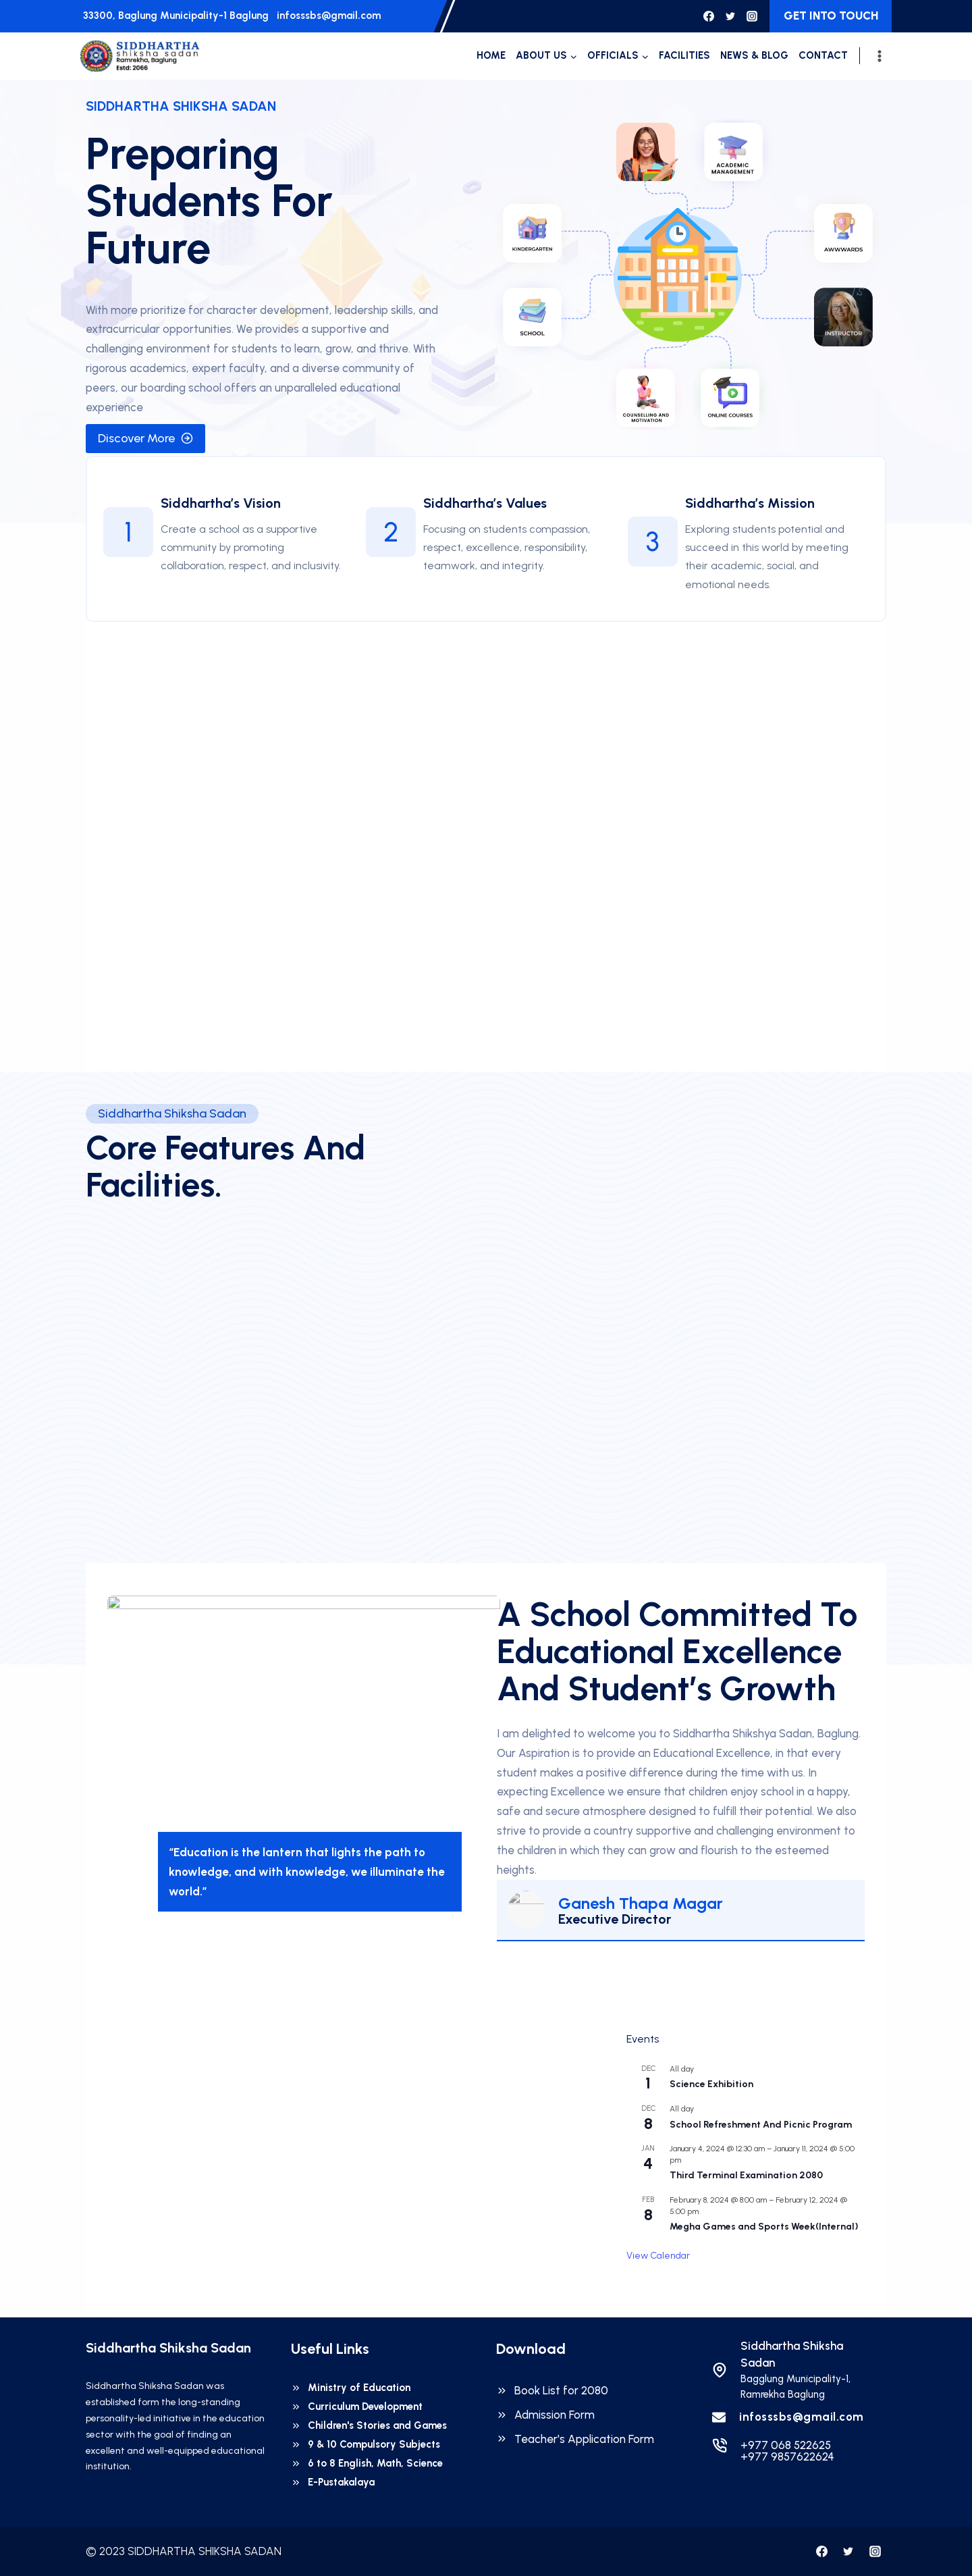 33300, Baglung Municipality-1 Baglung infosssbs@gmail.com
GET INTO TOUCH
SIDDHARTHA
shiksha sadan
Ramrekha, Baglung
Estd: 2066
HOME ABOUT US OFFICIALS FACILITIES NEWS & BLOG CONTACT
SIDDHARTHA SHIKSHA SADAN
Preparing
Students For
Future
With more prioritize for character development, leadership skills, and
extracurricular opportunities. We provides a supportive and
challenging environment for students to learn, grow, and thrive. With
rigorous academics, expert faculty, and a diverse community of
peers, our boarding school offers an unparalleled educational
experience
Discover More
ACADEMIC
MANAGEMENT
KINDERGARTEN
AWWWARDS
SCHOOL
INSTRUCTOR
COUNSELLING AND
MOTIVATION
ONLINE COURSES
1
Siddhartha’s Vision
Create a school as a supportive
community by promoting
collaboration, respect, and inclusivity.
2
Siddhartha’s Values
Focusing on students compassion,
respect, excellence, responsibility,
teamwork, and integrity.
3
Siddhartha’s Mission
Exploring students potential and
succeed in this world by meeting
their academic, social, and
emotional needs.
Siddhartha Shiksha Sadan
Core Features And
Facilities.
“Education is the lantern that lights the path to
knowledge, and with knowledge, we illuminate the
world.”
A School Committed To
Educational Excellence
And Student’s Growth
I am delighted to welcome you to Siddhartha Shikshya Sadan, Baglung.
Our Aspiration is to provide an Educational Excellence, in that every
student makes a positive difference during the time with us. In
expecting Excellence we ensure that children enjoy school in a happy,
safe and secure atmosphere designed to fulfill their potential. We also
strive to provide a country supportive and challenging environment to
the children in which they can grow and flourish to the esteemed
heights.
Ganesh Thapa Magar
Executive Director
Events
DEC
1
All day
Science Exhibition
DEC
8
All day
School Refreshment And Picnic Program
JAN
4
January 4, 2024 @ 12:30 am – January 11, 2024 @ 5:00
pm
Third Terminal Examination 2080
FEB
8
February 8, 2024 @ 8:00 am – February 12, 2024 @
5:00 pm
Megha Games and Sports Week(Internal)
View Calendar
Siddhartha Shiksha Sadan
Siddhartha Shiksha Sadan was
established form the long-standing
personality-led initiative in the education
sector with the goal of finding an
excellent and well-equipped educational
institution.
Useful Links
Ministry of Education
Curriculum Development
Children's Stories and Games
9 & 10 Compulsory Subjects
6 to 8 English, Math, Science
E-Pustakalaya
Download
Book List for 2080
Admission Form
Teacher's Application Form
Siddhartha Shiksha
Sadan
Bagglung Municipality-1,
Ramrekha Baglung
infosssbs@gmail.com
+977 068 522625
+977 9857622624
© 2023 SIDDHARTHA SHIKSHA SADAN